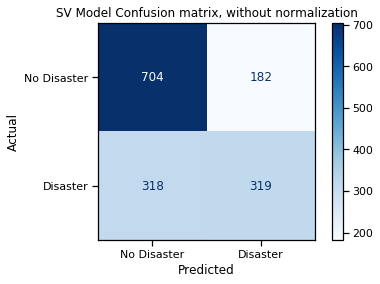 SV Model Confusion matrix, without normalization
Actual
No Disaster
704
182
Disaster
318
319
No Disaster
Disaster
Predicted
700
600
500
400
300
200